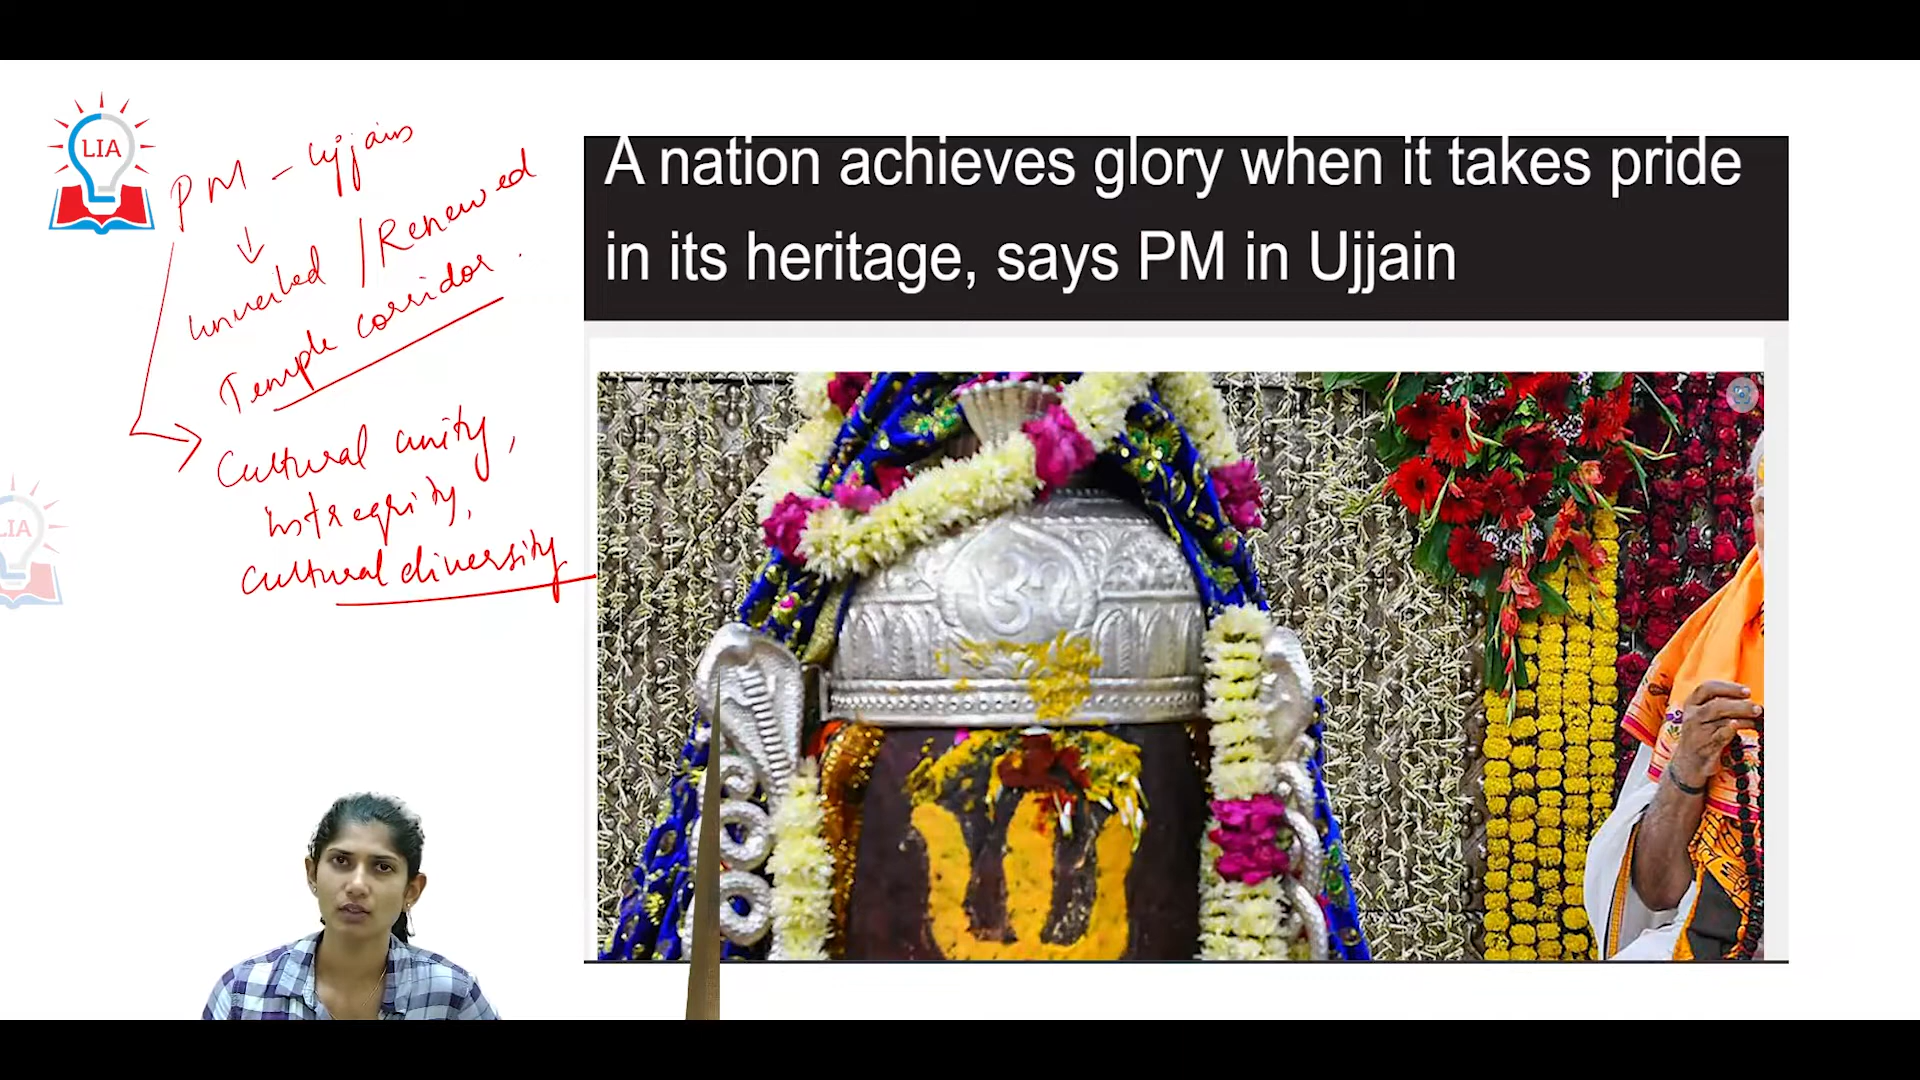 LIA
PM - Ujjain
unveiled / Renewed
Temple corridor.
Cultural unity,
integrity,
cultural diversity
LIA
A nation achieves glory when it takes pride
in its heritage, says PM in Ujjain
ॐ